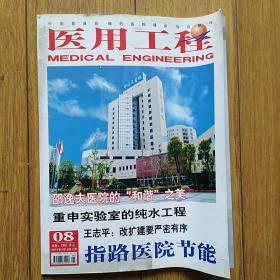 医用工程
MEDICAL ENGINEERING
邵逸夫医院的“和谐”之美
重申实验室的纯水工程
王志平：改扩建要严密有序
08
指路医院节能